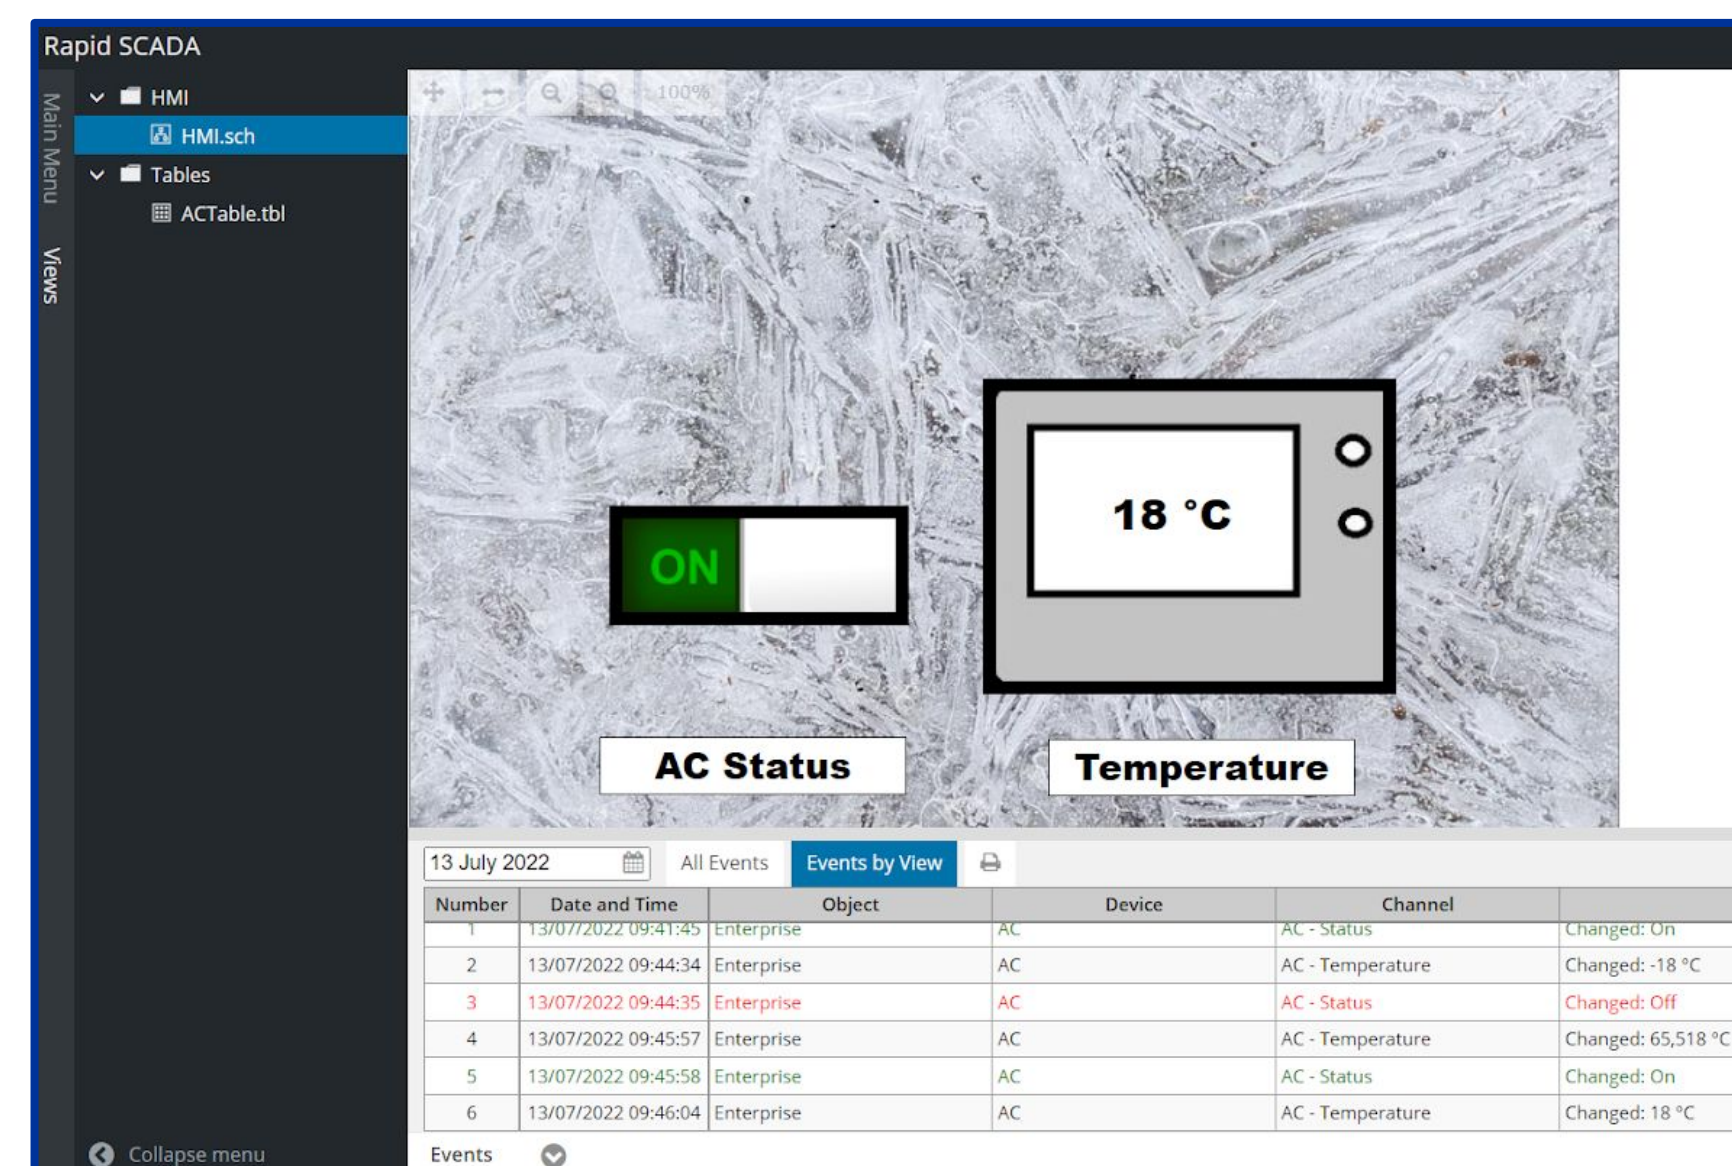 Rapid SCADA
Main Menu
Views
HMI
HMI.sch
Tables
ACTable.tbl
100%
ON
18 °C
AC Status
Temperature
13 July 2022 All Events Events by View
Number Date and Time Object Device Channel
1 13/07/2022 09:41:45 Enterprise AC AC - Status Changed: On
2 13/07/2022 09:44:34 Enterprise AC AC - Temperature Changed: -18 °C
3 13/07/2022 09:44:35 Enterprise AC AC - Status Changed: Off
4 13/07/2022 09:45:57 Enterprise AC AC - Temperature Changed: 65,518 °C
5 13/07/2022 09:45:58 Enterprise AC AC - Status Changed: On
6 13/07/2022 09:46:04 Enterprise AC AC - Temperature Changed: 18 °C
Collapse menu
Events